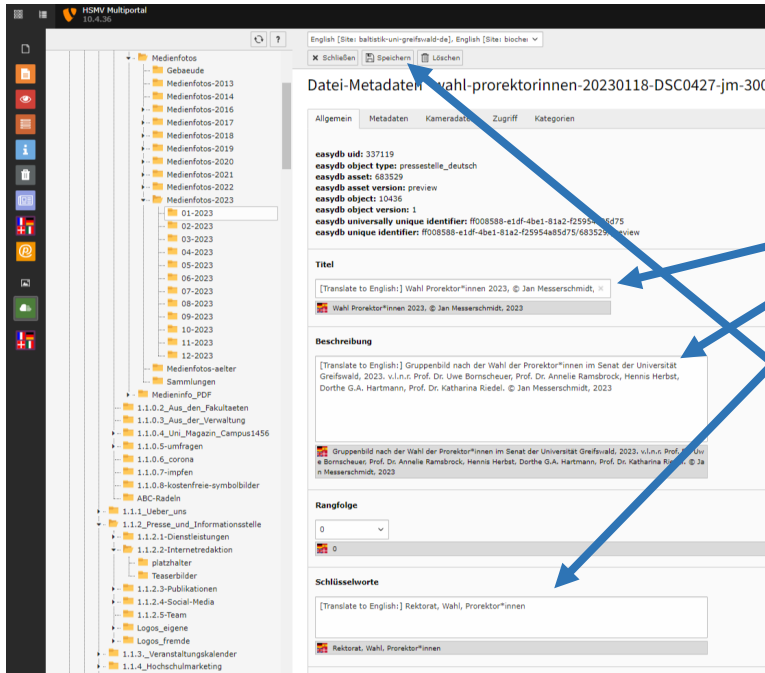 HSMV Multiportal
10.4.36
?
Medienfotos
Gebaeude
Medienfotos-2013
Medienfotos-2014
Medienfotos-2016
Medienfotos-2017
Medienfotos-2018
Medienfotos-2019
Medienfotos-2020
Medienfotos-2021
Medienfotos-2022
Medienfotos-2023
01-2023
02-2023
03-2023
04-2023
05-2023
06-2023
07-2023
08-2023
09-2023
10-2023
11-2023
12-2023
Medienfotos-aelter
Sammlungen
Medieninfo_PDF
1.1.0.2_Aus_den_Fakultaeten
1.1.0.3_Aus_der_Verwaltung
1.1.0.4_Uni_Magazin_Campus1456
1.1.0.5-umfragen
1.1.0.6_corona
1.1.0.7-impfen
1.1.0.8-kostenfreie-symbolbilder
ABC-Radeln
1.1.1_Ueber_uns
1.1.2_Presse_und_Informationsstelle
1.1.2.1-Dienstleistungen
1.1.2.2-Internetredaktion
platzhalter
Teaserbilder
1.1.2.3-Publikationen
1.1.2.4-Social-Media
1.1.2.5-Team
Logos_eigene
Logos_fremde
1.1.3._Veranstaltungskalender
1.1.4_Hochschulmarketing
English [Site: baltistik-uni-greifswald-de], English [Site: bioche
Schließen Speichern Löschen
Datei-Metadaten wahl-prorektorinnen-20230118-DSC0427-jm-300
Allgemein Metadaten Kameradaten Zugriff Kategorien
easydb uid: 337119
easydb object type: pressestelle_deutsch
easydb asset: 683529
easydb asset version: preview
easydb object: 10436
easydb object version: 1
easydb universally unique identifier:
easydb unique identifier: ff008588-e1df-4be1-81a2-f25954a85d75/683529/preview
Titel
[Translate to English:] Wahl Prorektor*innen 2023, © Jan Messerschmidt,
Wahl Prorektor*innen 2023, © Jan Messerschmidt, 2023
Beschreibung
[Translate to English:] Gruppenbild nach der Wahl der Prorektor*innen im Senat der Universität
Greifswald, 2023. v.l.n.r. Prof. Dr. Uwe Bornscheuer, Prof. Dr. Annelie Ramsbrock, Hennis Herbst,
Dorthe G.A. Hartmann, Prof. Dr. Katharina Riedel. © Jan Messerschmidt, 2023
Gruppenbild nach der Wahl der Prorektor*innen im Senat der Universität Greifswald, 2023. v.l.n.r. Prof. Dr. Uw
e Bornscheuer, Prof. Dr. Annelie Ramsbrock, Hennis Herbst, Dorthe G.A. Hartmann, Prof. Dr. Katharina Riedel. © Ja
n Messerschmidt, 2023
Rangfolge
0
0
Schlüsselworte
[Translate to English:] Rektorat, Wahl, Prorektor*innen
Rektorat, Wahl, Prorektor*innen